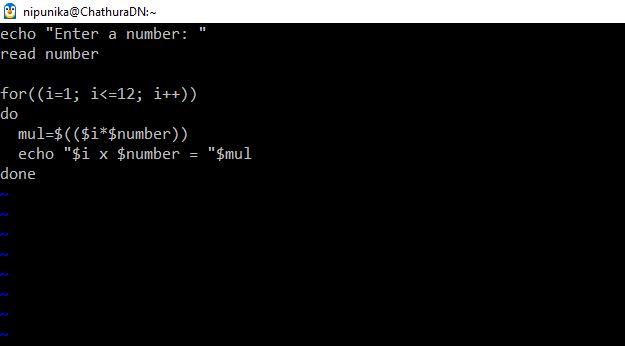 nipunika@ChathuraDN:~
echo "Enter a number: "
read number

for((i=1; i<=12; i++))
do
  mul=$(($i*$number))
  echo "$i x $number = "$mul
done
~
~
~
~
~
~
~
~